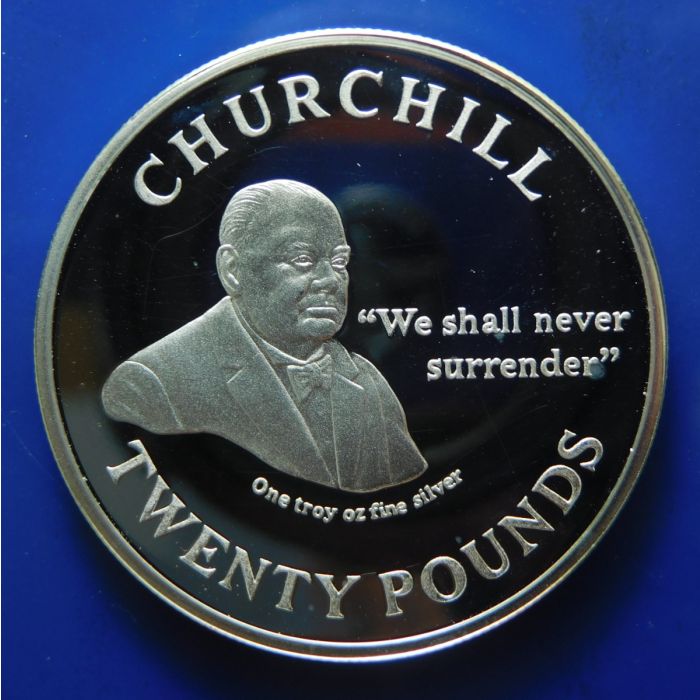 CHURCHILL
“We shall never
surrender”
One troy oz fine silver
TWENTY POUNDS